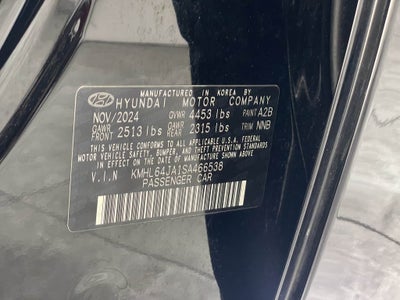 MANUFACTURED IN KOREA BY
HYUNDAI MOTOR COMPANY
NOV/2024 GVWR 4453 lbs PAINT A2B
GAWR FRONT 2513 lbs GAWR REAR 2315 lbs TRIM NNB
THIS VEHICLE CONFORMS TO ALL APPLICABLE U.S.A. FEDERAL
MOTOR VEHICLE SAFETY, BUMPER, AND THEFT PREVENTION
STANDARDS IN EFFECT ON THE DATE OF MANUFACTURE SHOWN ABOVE.
V.I.N KMHL64JA1SA466538
PASSENGER CAR